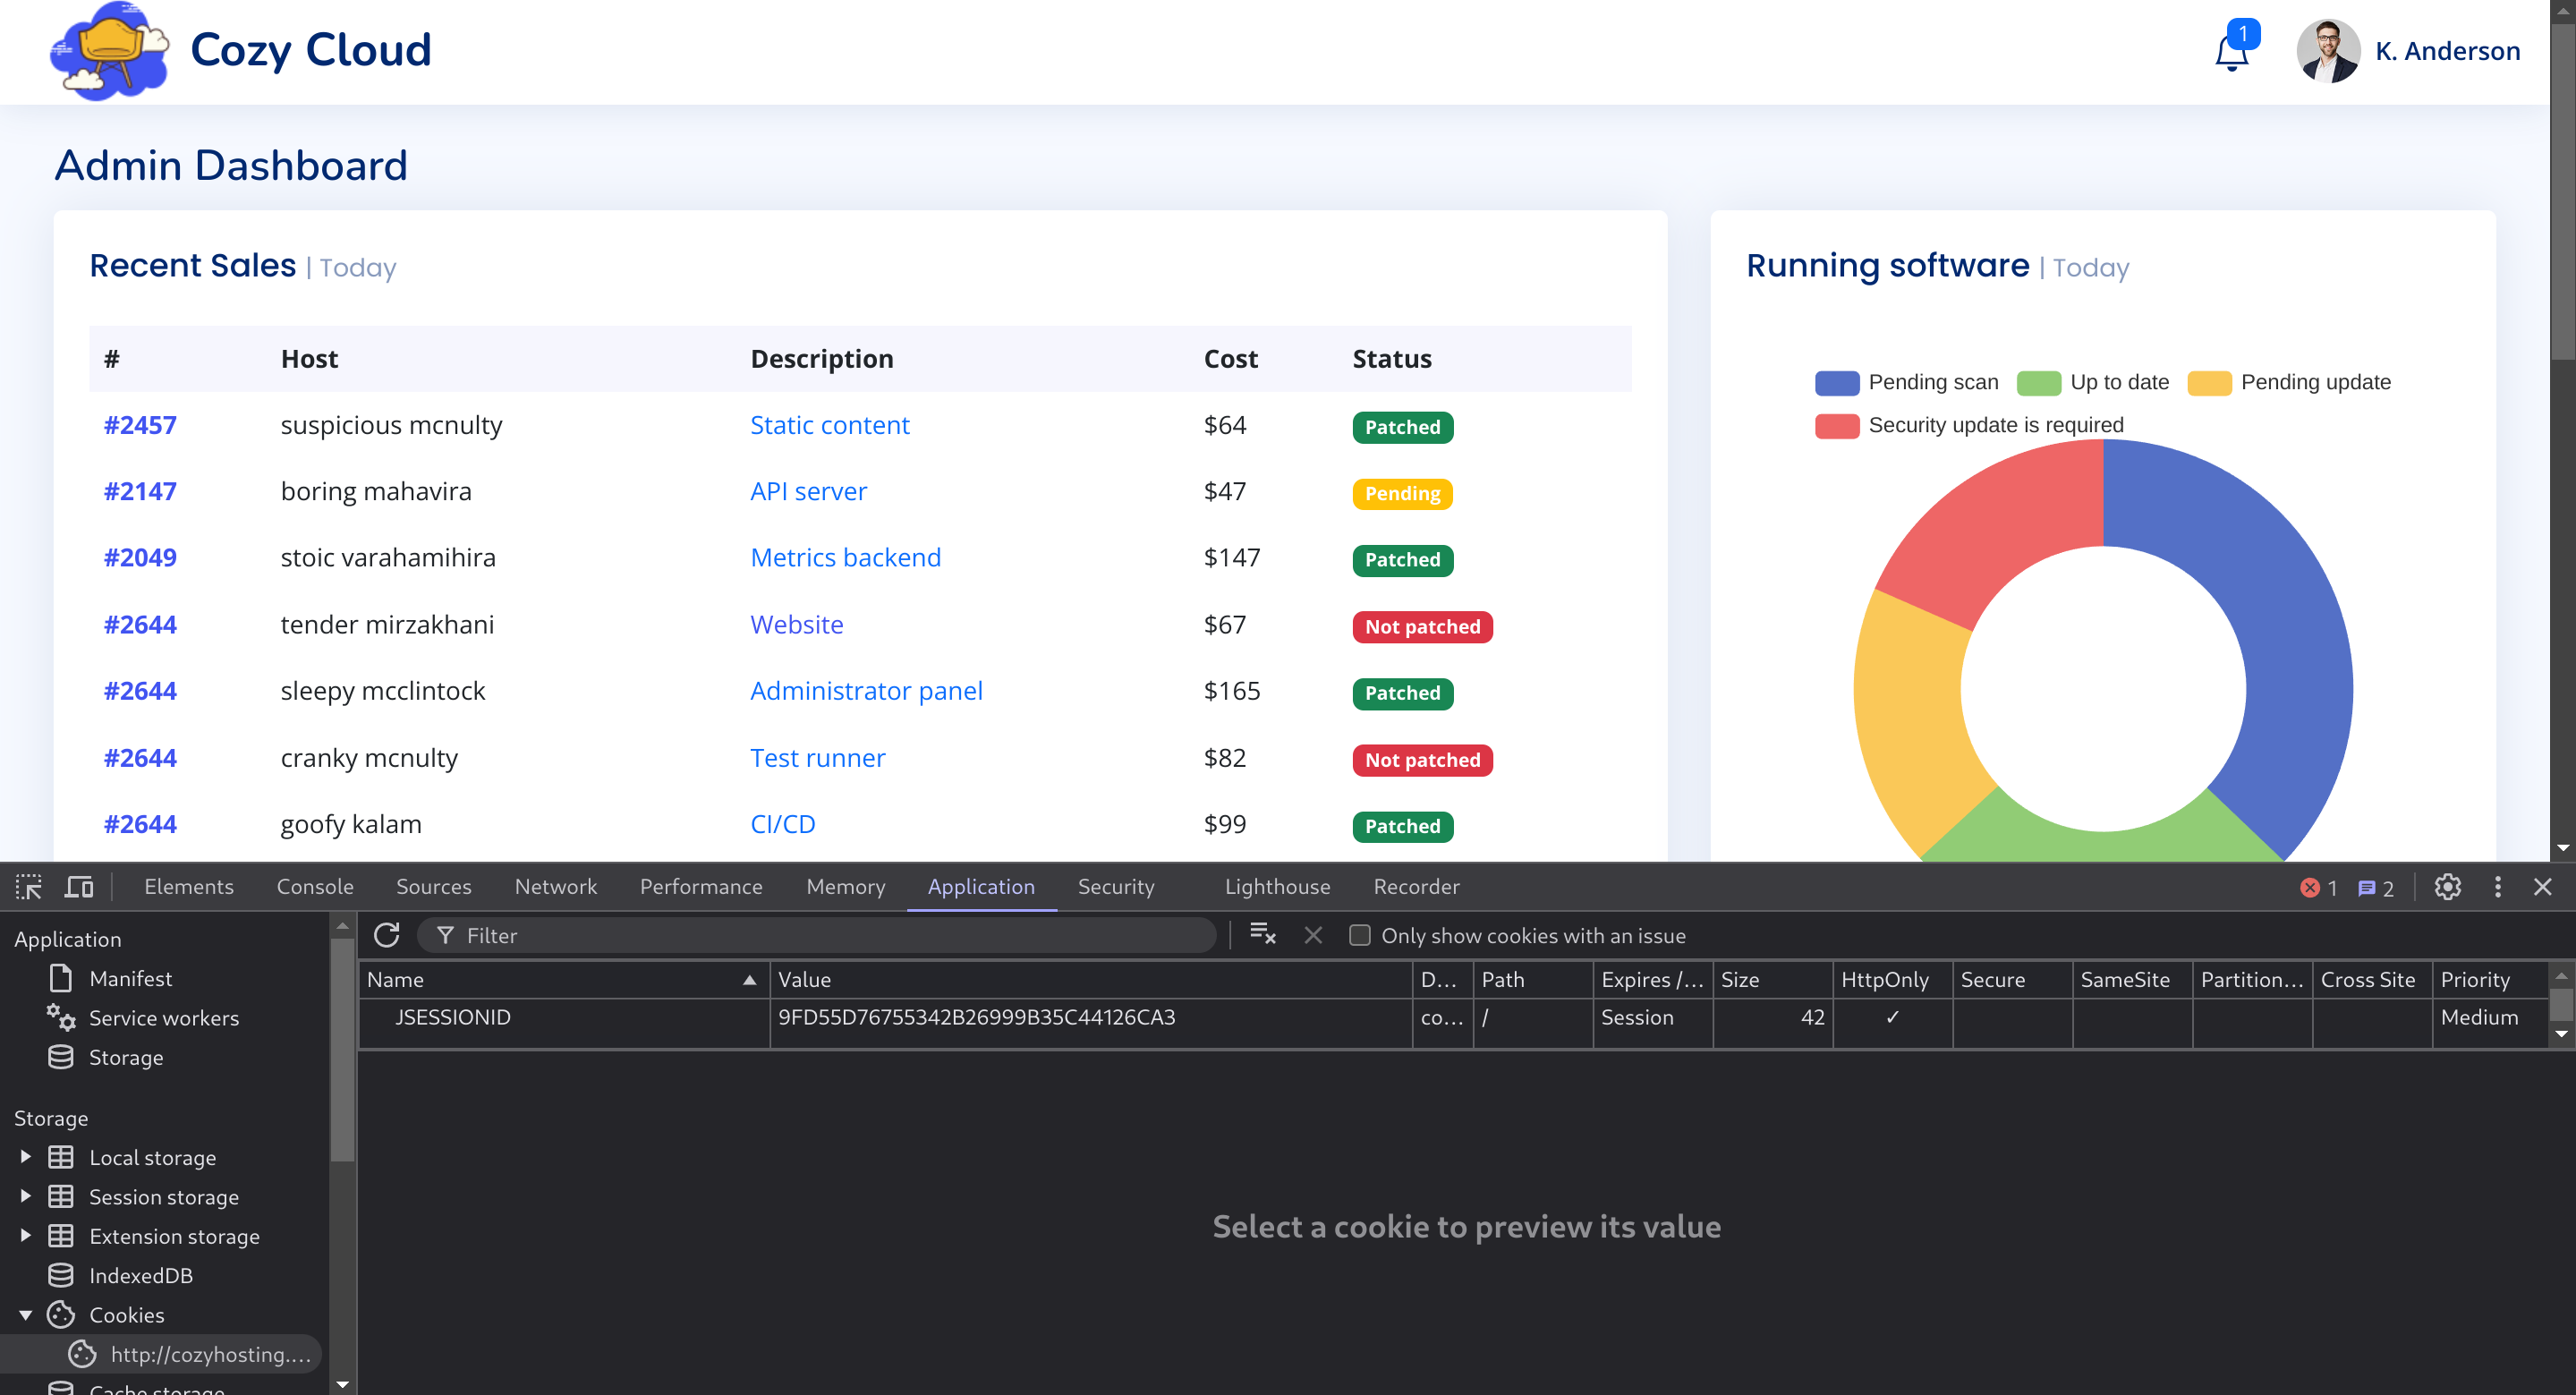 Cozy Cloud
1
K. Anderson
Admin Dashboard
Recent Sales | Today
# Host Description Cost Status
#2457 suspicious mcnulty Static content $64 Patched
#2147 boring mahavira API server $47 Pending
#2049 stoic varahamihira Metrics backend $147 Patched
#2644 tender mirzakhani Website $67 Not patched
#2644 sleepy mcclintock Administrator panel $165 Patched
#2644 cranky mcnulty Test runner $82 Not patched
#2644 goofy kalam CI/CD $99 Patched
Running software | Today
Pending scan Up to date Pending update
Security update is required
Elements Console Sources Network Performance Memory Application Security Lighthouse Recorder 1 2
Application
Manifest
Service workers
Storage
Storage
Local storage
Session storage
Extension storage
IndexedDB
Cookies
http://cozyhosting....
Cache storage
Filter
Only show cookies with an issue
Name Value D... Path Expires /... Size HttpOnly Secure SameSite Partition... Cross Site Priority
JSESSIONID 9FD55D76755342B26999B35C44126CA3 co... / Session 42 ✓ Medium
Select a cookie to preview its value